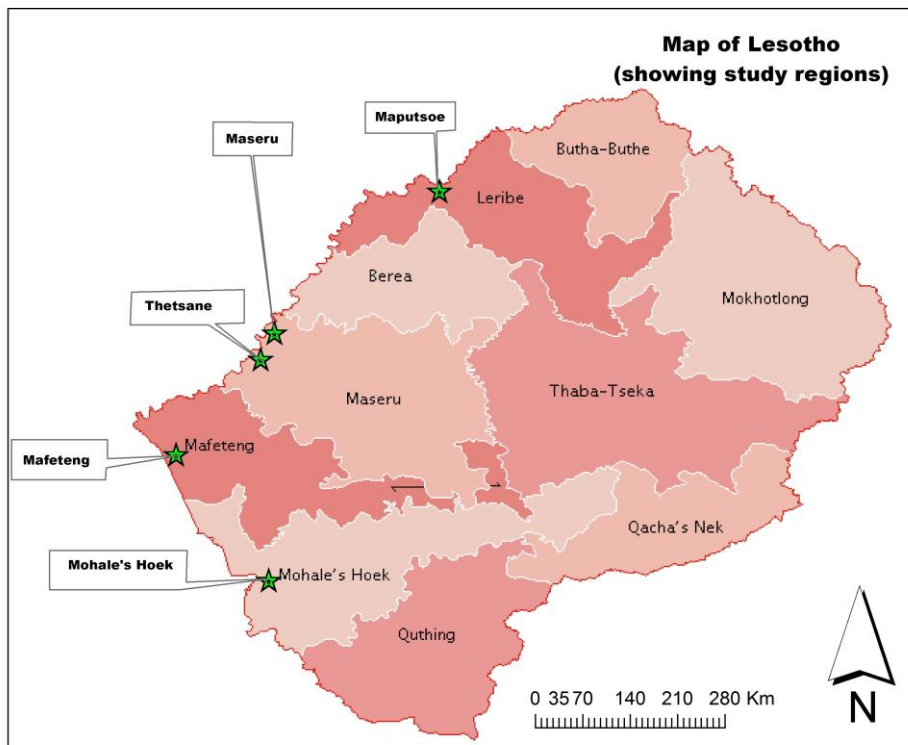 Map of Lesotho
(showing study regions)
Maputsoe
Maseru
Butha-Buthe
Leribe
Berea
Mokhotlong
Thetsane
Maseru
Thaba-Tseka
Mafeteng
Mafeteng
Qacha's Nek
Mohale's Hoek
Mohale's Hoek
Quthing
0 35 70 140 210 280 Km
N